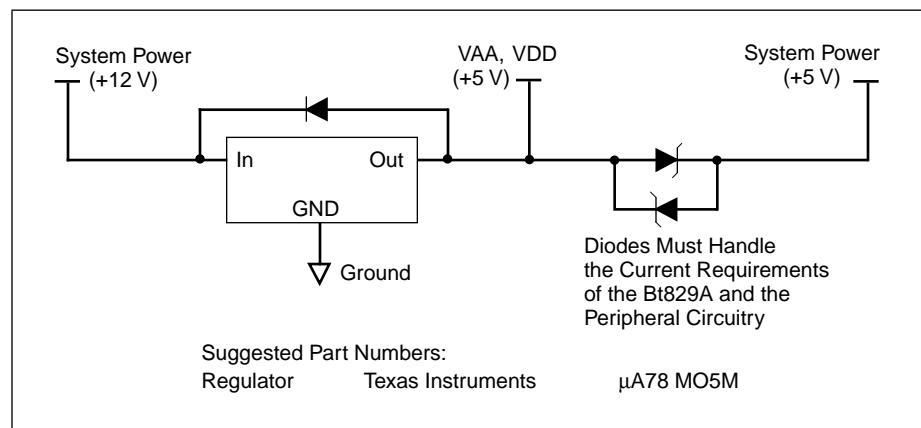 System Power
(+12 V)
VAA, VDD
(+5 V)
System Power
(+5 V)
In
Out
GND
Ground
Diodes Must Handle
the Current Requirements
of the Bt829A and the
Peripheral Circuitry
Suggested Part Numbers:
Regulator Texas Instruments µA78 MO5M